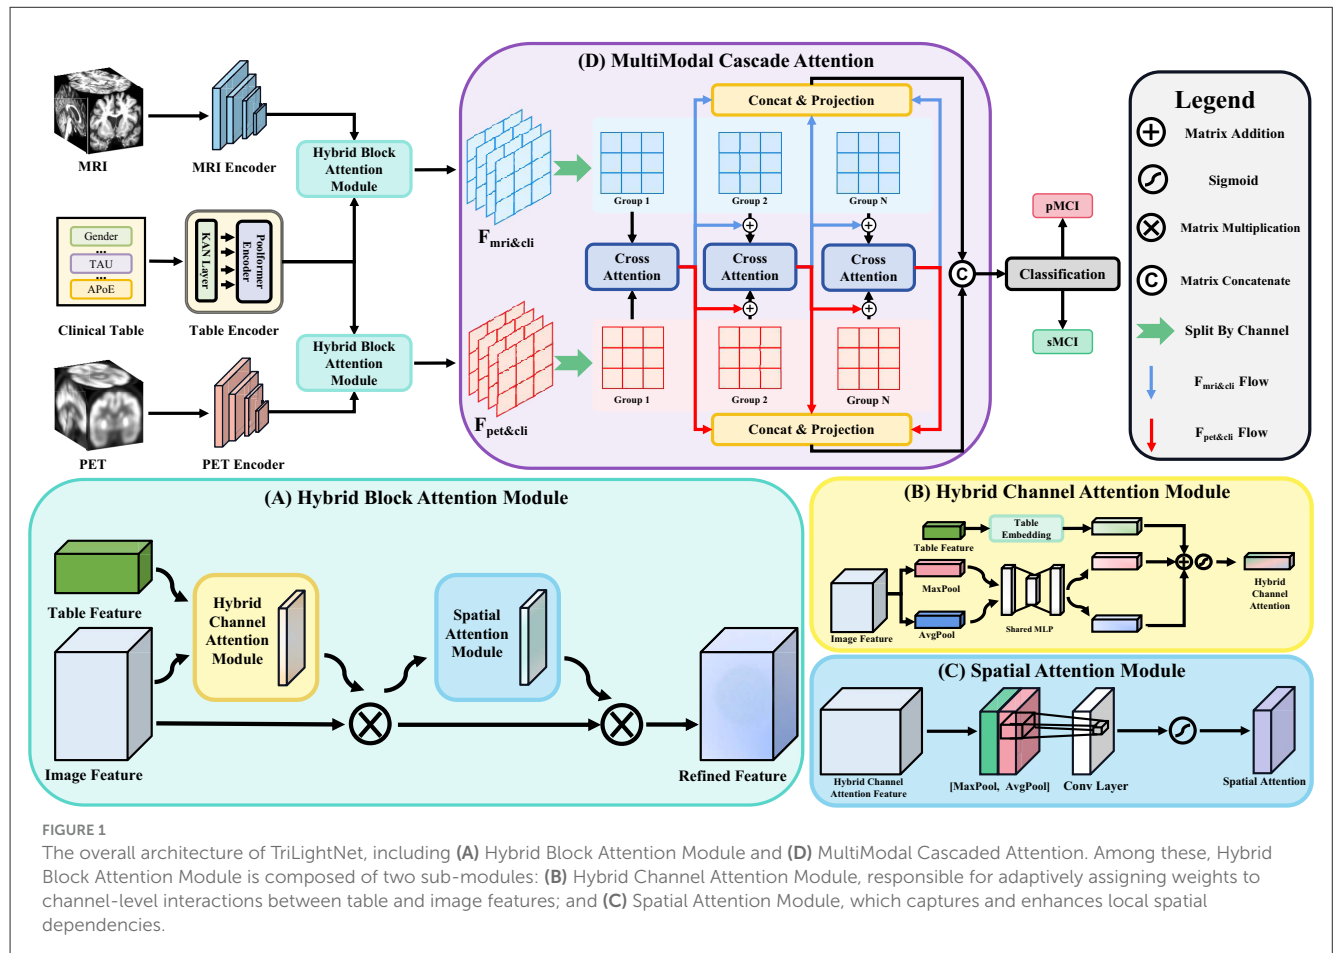 (D) MultiModal Cascade Attention
MRI
MRI Encoder
Hybrid Block
Attention
Module
Gender
...
TAU
...
APoE
Clinical Table
KAN Layer
Poolformer
Encoder
Table Encoder
Hybrid Block
Attention
Module
PET
PET Encoder
Fmri&cli
Fpet&cli
Concat & Projection
Group 1
Group 2
Group N
Cross
Attention
Cross
Attention
Cross
Attention
Group 1
Group 2
Group N
Concat & Projection
C
pMCI
Classification
sMCI
Legend
Matrix Addition
Sigmoid
Matrix Multiplication
C
Matrix Concatenate
Split By Channel
Fmri&cli Flow
Fpet&cli Flow
(A) Hybrid Block Attention Module
Table Feature
Image Feature
Hybrid
Channel
Attention
Module
Spatial
Attention
Module
Refined Feature
(B) Hybrid Channel Attention Module
Table Feature
Table
Embedding
Image Feature
MaxPool
AvgPool
Shared MLP
Hybrid
Channel
Attention
(C) Spatial Attention Module
Hybrid Channel
Attention Feature
[MaxPool, AvgPool]
Conv Layer
Spatial Attention
FIGURE 1
The overall architecture of TriLightNet, including (A) Hybrid Block Attention Module and (D) MultiModal Cascaded Attention. Among these, Hybrid
Block Attention Module is composed of two sub-modules: (B) Hybrid Channel Attention Module, responsible for adaptively assigning weights to
channel-level interactions between table and image features; and (C) Spatial Attention Module, which captures and enhances local spatial
dependencies.